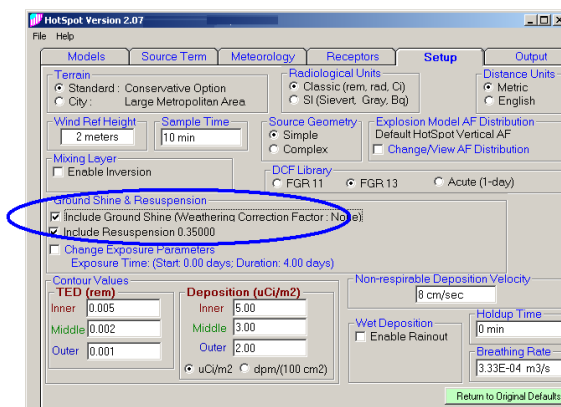 HotSpot Version 2.07
File Help
Models Source Term Meteorology Receptors Setup Output
Terrain
Standard : Conservative Option
City : Large Metropolitan Area
Radiological Units
Classic (rem, rad, Ci)
SI (Sievert, Gray, Bq)
Distance Units
Metric
English
Wind Ref Height
2 meters
Sample Time
10 min
Source Geometry
Simple
Complex
Explosion Model AF Distribution
Default HotSpot Vertical AF
Change/View AF Distribution
Mixing Layer
Enable Inversion
DCF Library
FGR 11 FGR 13 Acute (1-day)
Ground Shine & Resuspension
Include Ground Shine (Weathering Correction Factor : None)
Include Resuspension 0.35000
Change Exposure Parameters
Exposure Time: (Start: 0.00 days; Duration: 4.00 days)
Contour Values
TED (rem)
Inner 0.005
Middle 0.002
Outer 0.001
Deposition (uCi/m2)
Inner 5.00
Middle 3.00
Outer 2.00
uCi/m2 dpm/(100 cm2)
Non-respirable Deposition Velocity
8 cm/sec
Wet Deposition
Enable Rainout
Holdup Time
0 min
Breathing Rate
3.33E-04 m3/s
Return to Original Defaults